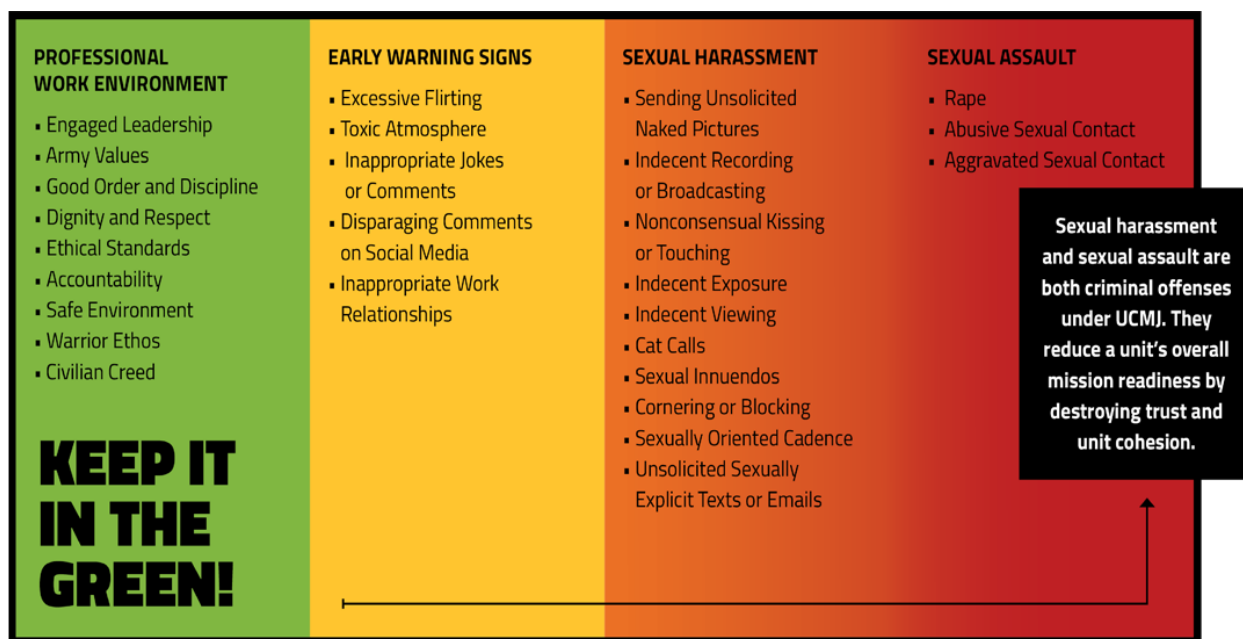 PROFESSIONAL
WORK ENVIRONMENT
▪ Engaged Leadership
▪ Army Values
▪ Good Order and Discipline
▪ Dignity and Respect
▪ Ethical Standards
▪ Accountability
▪ Safe Environment
▪ Warrior Ethos
▪ Civilian Creed
KEEP IT
IN THE
GREEN!
EARLY WARNING SIGNS
▪ Excessive Flirting
▪ Toxic Atmosphere
▪ Inappropriate Jokes
or Comments
▪ Disparaging Comments
on Social Media
▪ Inappropriate Work
Relationships
SEXUAL HARASSMENT
▪ Sending Unsolicited
Naked Pictures
▪ Indecent Recording
or Broadcasting
▪ Nonconsensual Kissing
or Touching
▪ Indecent Exposure
▪ Indecent Viewing
▪ Cat Calls
▪ Sexual Innuendos
▪ Cornering or Blocking
▪ Sexually Oriented Cadence
▪ Unsolicited Sexually
Explicit Texts or Emails
SEXUAL ASSAULT
▪ Rape
▪ Abusive Sexual Contact
▪ Aggravated Sexual Contact
Sexual harassment
and sexual assault are
both criminal offenses
under UCMJ. They
reduce a unit’s overall
mission readiness by
destroying trust and
unit cohesion.